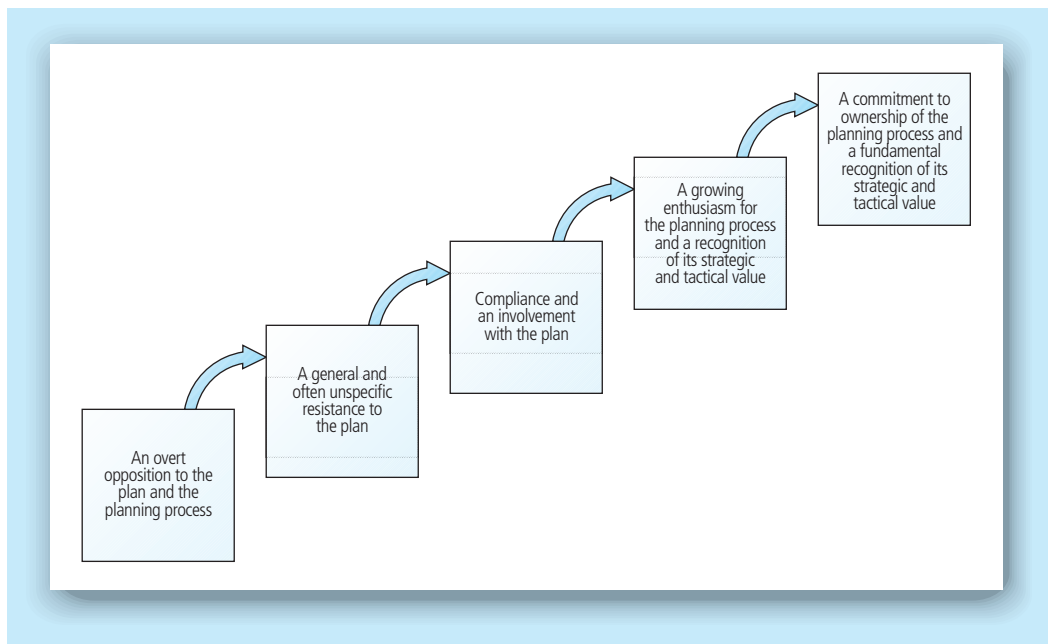 An overt
opposition to the
plan and the
planning process
A general and
often unspecific
resistance to
the plan
Compliance and
an involvement
with the plan
A growing
enthusiasm for
the planning process
and a recognition
of its strategic
and tactical value
A commitment to
ownership of the
planning process and
a fundamental
recognition of its
strategic and
tactical value